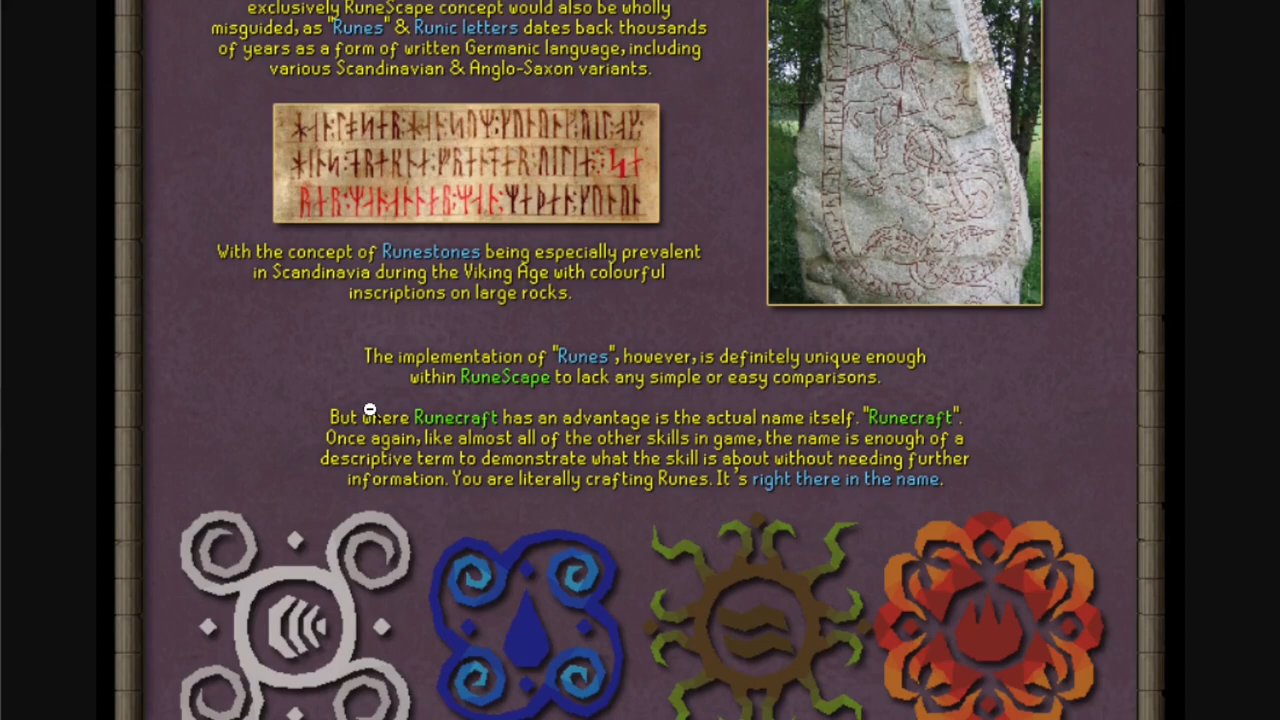 exclusively RuneScape concept would also be wholly
misguided, as "Runes" & Runic letters dates back thousands
of years as a form of written Germanic language, including
various Scandinavian & Anglo-Saxon variants.
With the concept of Runestones being especially prevalent
in Scandinavia during the Viking Age with colourful
inscriptions on large rocks.
The implementation of "Runes", however, is definitely unique enough
within RuneScape to lack any simple or easy comparisons.
But where Runecraft has an advantage is the actual name itself. "Runecraft".
Once again, like almost all of the other skills in game, the name is enough of a
descriptive term to demonstrate what the skill is about without needing further
information. You are literally crafting Runes. It's right there in the name.